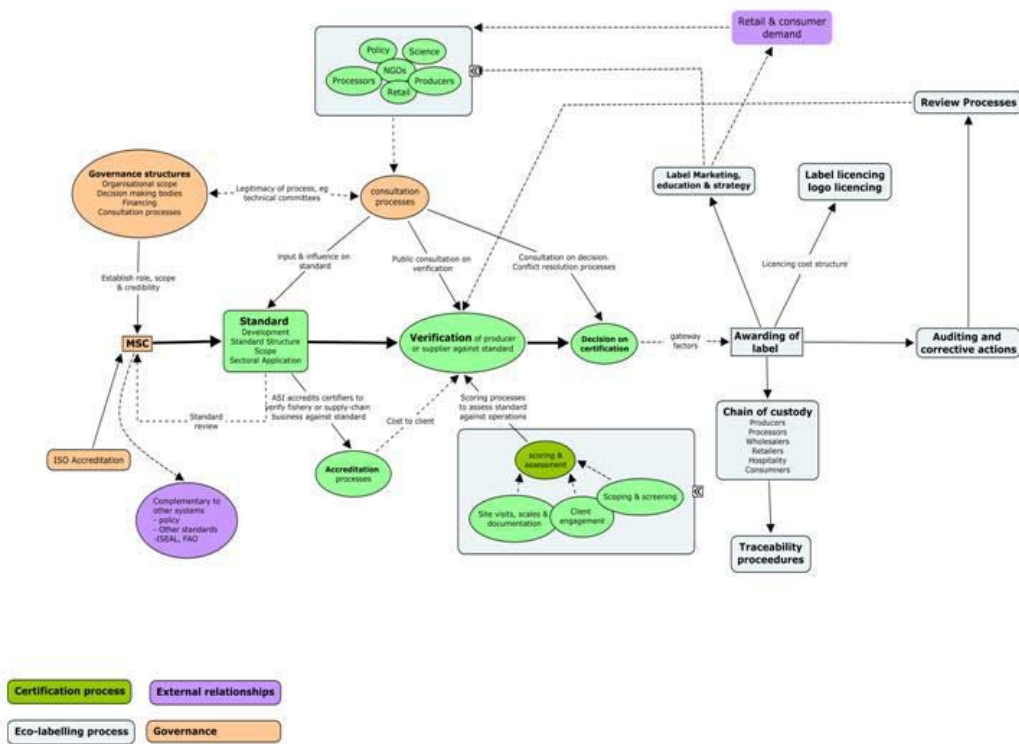 Retail & consumer
demand
Policy
Science
NGOs
Processors
Producers
Retail
Review Processes
Governance structures
Organisational scope
Decision making bodies
Financing
Consultation processes
Legitimacy of process, eg
technical committees
consultation
processes
Label Marketing,
education & strategy
Label licencing
logo licencing
Establish role, scope
& credibility
Input & influence on
standard
Public consultation on
verification
Consultation on decision.
Conflict resolution processes
Licencing cost structure
MSC
Standard
Development
Standard Structure
Scope
Sectoral Application
Verification of producer
or supplier against standard
Decision on
certification
gateway
factors
Awarding of
label
Auditing and
corrective actions
Standard
review
ASI accredits certifiers to
verify fishery or supply-chain
business against standard
Cost to client
Scoring processes
to assess standard
against operations
Chain of custody
Producers
Processors
Wholesalers
Retailers
Hospitality
Consumners
ISO Accreditation
Accreditation
processes
scoring &
assessment
Scoping & screening
Site visits, scales &
documentation
Client
engagement
Complementary to
other systems
- policy
- Other standards
-ISEAL, FAO
Traceability
proceedures
Certification process
External relationships
Eco-labelling process
Governance